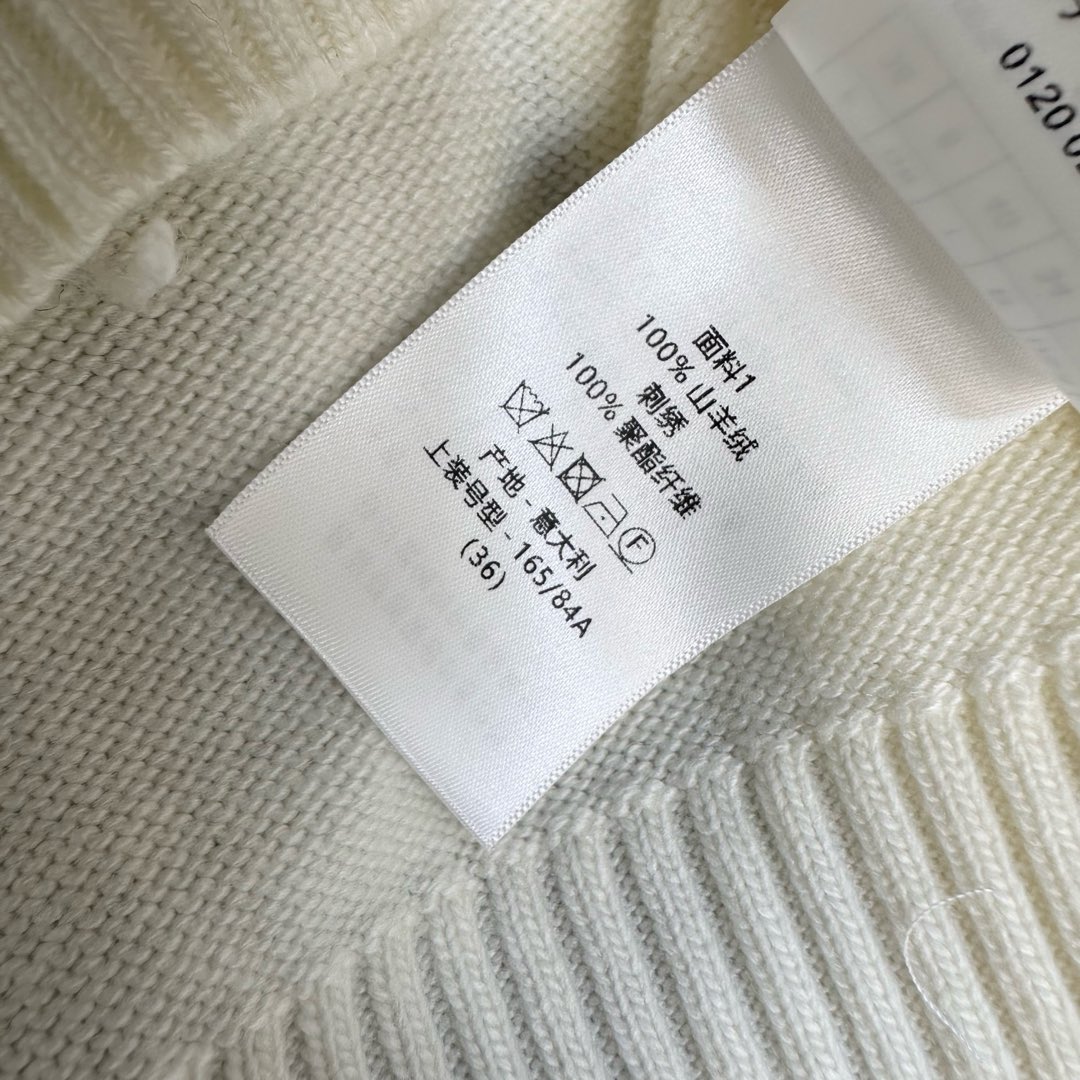 面料1
100% 山羊绒
刺绣
100% 聚酯纤维
F
产地 - 意大利
上装号型 - 165/84A
(36)
0120